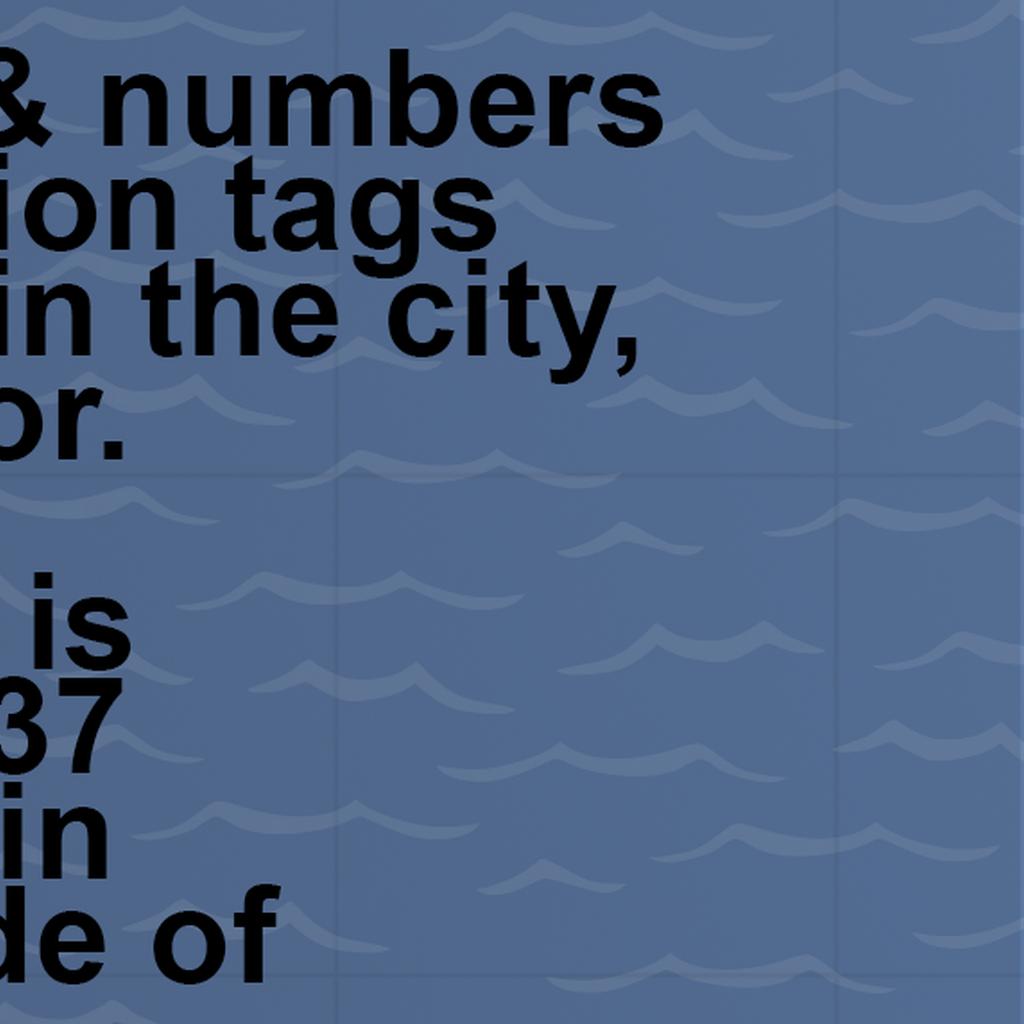 & numbers
ion tags
in the city,
or.
is
37
in
de of